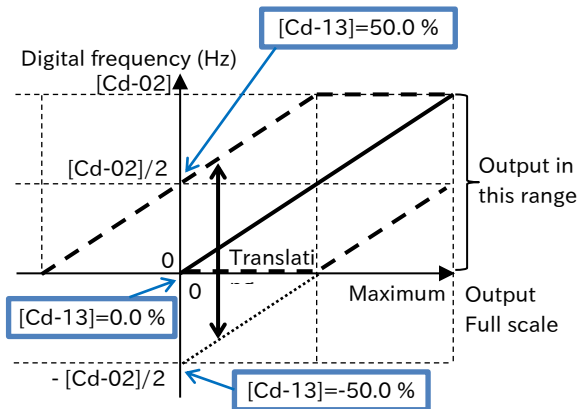 [Cd-13]=50.0 %
Digital frequency (Hz)
[Cd-02]
[Cd-02]/2
Output in
this range
0
Translati
0
Maximum
Output
Full scale
[Cd-13]=0.0 %
- [Cd-02]/2
[Cd-13]=-50.0 %